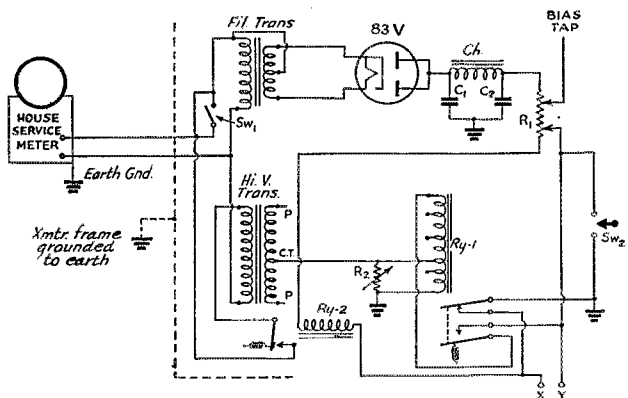 Fil. Trans
83V
Ch.
BIAS
TAP
C1
C2
R1
HOUSE
SERVICE
METER
Sw1
Earth Gnd.
Hi. V.
Trans.
P
C.T.
P
Xmtr. frame
grounded
to earth
R2
Ry-1
Sw2
Ry-2
X
Y